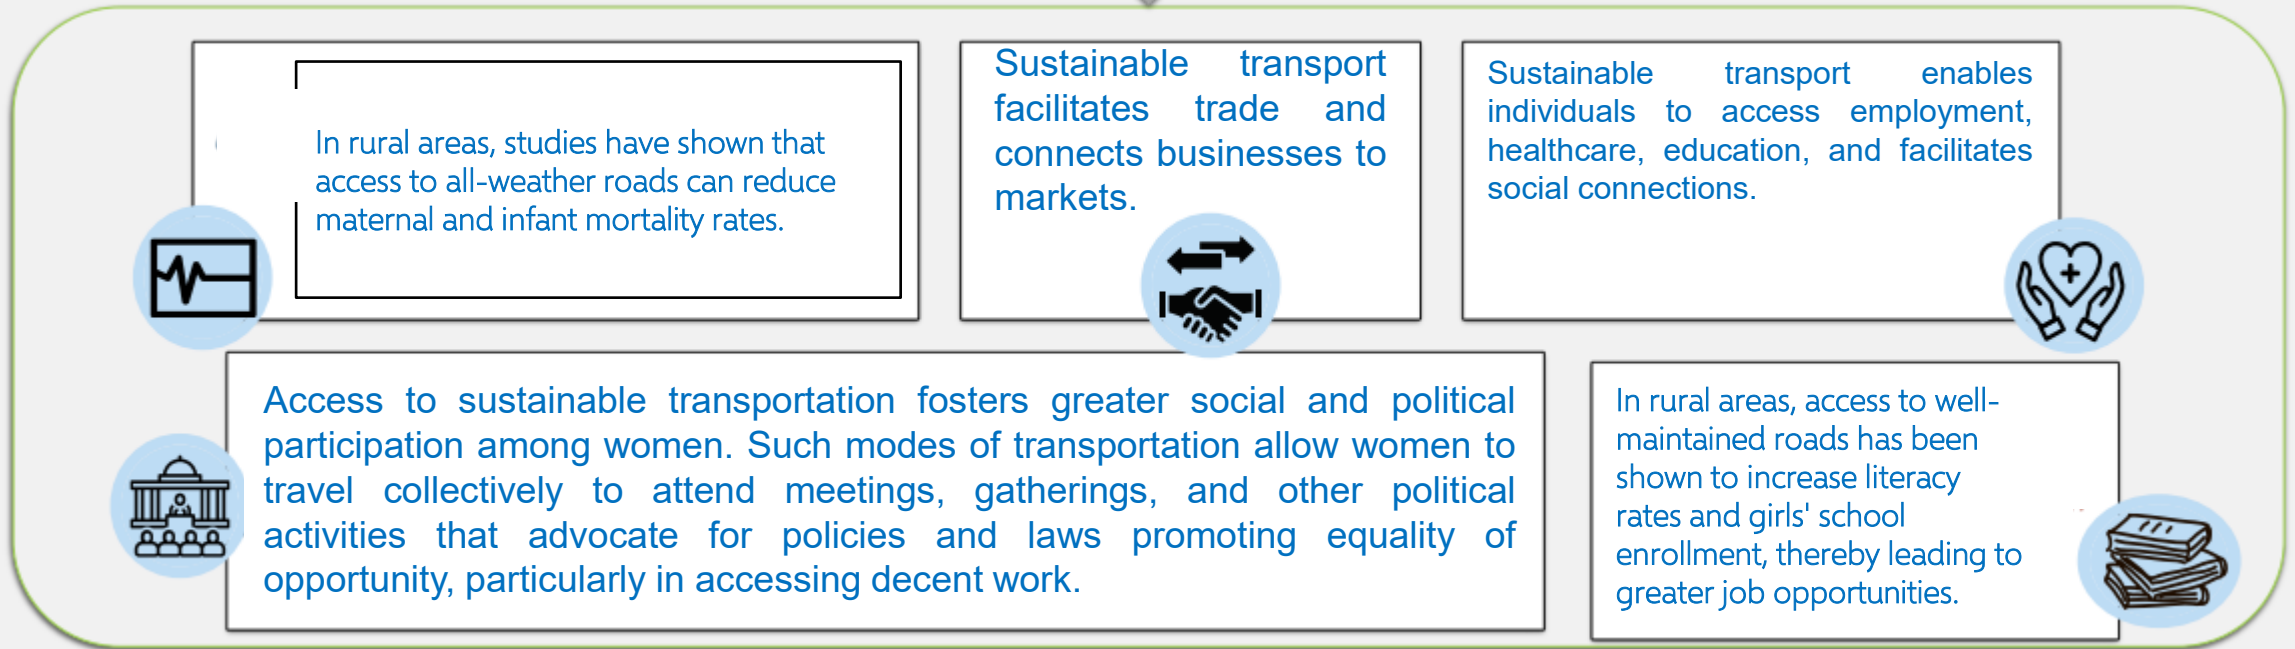 In rural areas, studies have shown that
access to all-weather roads can reduce
maternal and infant mortality rates.
Sustainable transport
facilitates trade and
connects businesses to
markets.
Sustainable transport enables
individuals to access employment,
healthcare, education, and facilitates
social connections.
Access to sustainable transportation fosters greater social and political
participation among women. Such modes of transportation allow women to
travel collectively to attend meetings, gatherings, and other political
activities that advocate for policies and laws promoting equality of
opportunity, particularly in accessing decent work.
In rural areas, access to well-
maintained roads has been
shown to increase literacy
rates and girls' school
enrollment, thereby leading to
greater job opportunities.